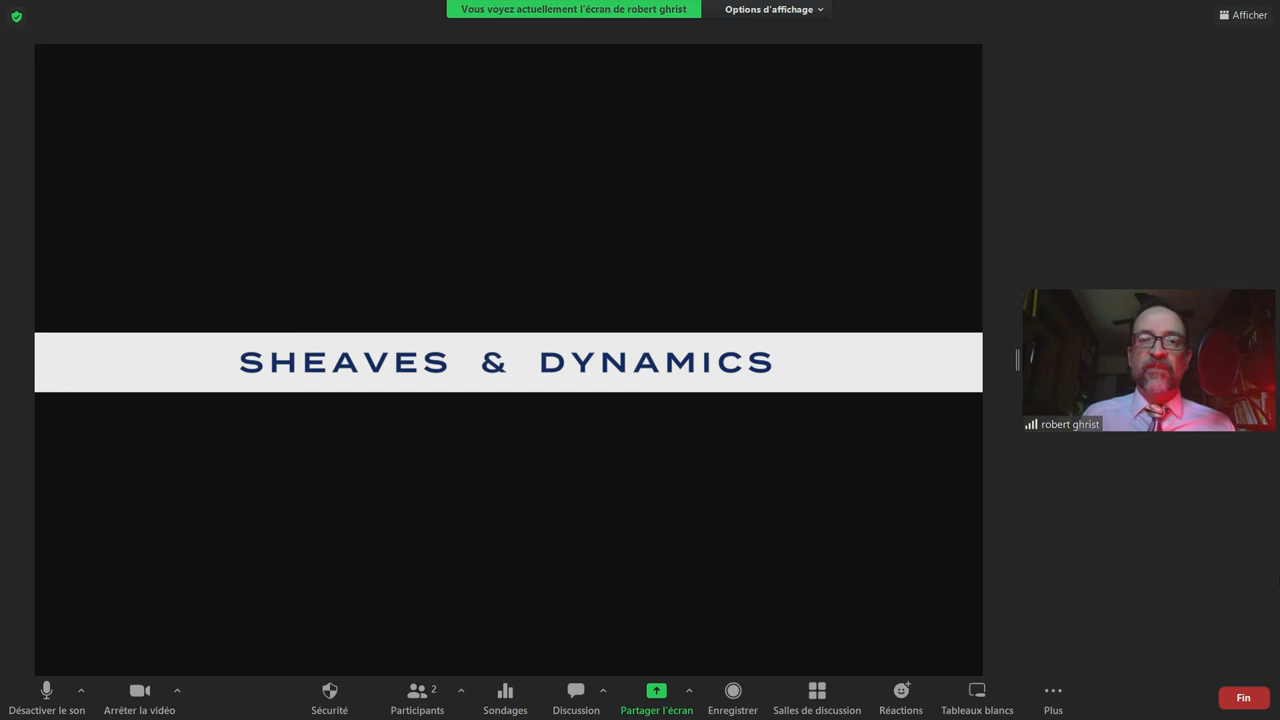 Vous voyez actuellement l'écran de robert ghrist
Options d'affichage
Afficher
SHEAVES & DYNAMICS
robert ghrist
Désactiver le son
Arrêter la vidéo
Sécurité
Participants
2
Sondages
Discussion
Partager l'écran
Enregistrer
Salles de discussion
Réactions
Tableaux blancs
Plus
Fin